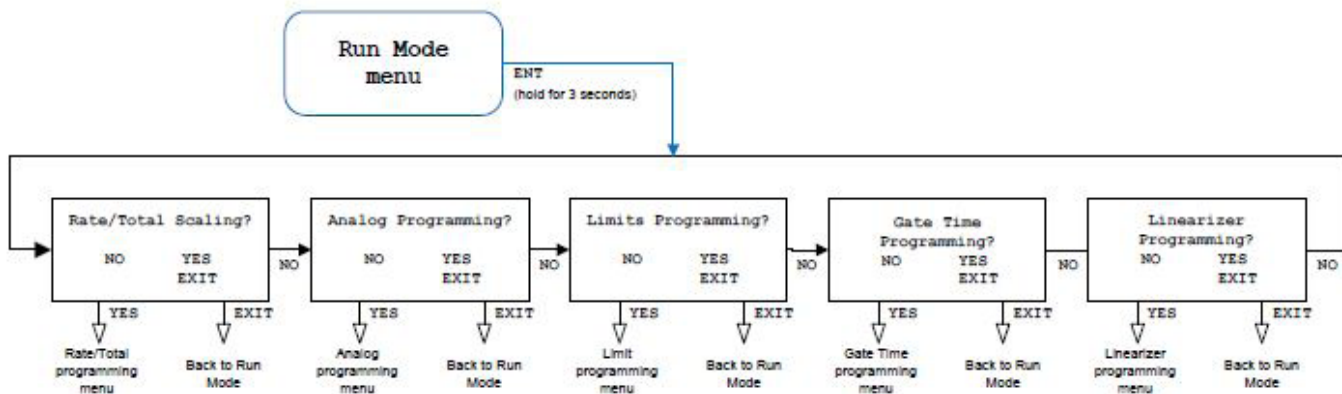 Run Mode
menu
ENT
(hold for 3 seconds)
Rate/Total Scaling?
NO YES
EXIT
NO
YES
EXIT
Rate/Total
programming
menu
Back to Run
Mode
Analog Programming?
NO YES
EXIT
NO
YES
EXIT
Analog
programming
menu
Back to Run
Mode
Limits Programming?
NO YES
EXIT
NO
YES
EXIT
Limit
programming
menu
Back to Run
Mode
Gate Time
Programming?
NO YES
EXIT
NO
YES
EXIT
Gate Time
programming
menu
Back to Run
Mode
Linearizer
Programming?
NO YES
EXIT
NO
YES
EXIT
Linearizer
programming
menu
Back to Run
Mode